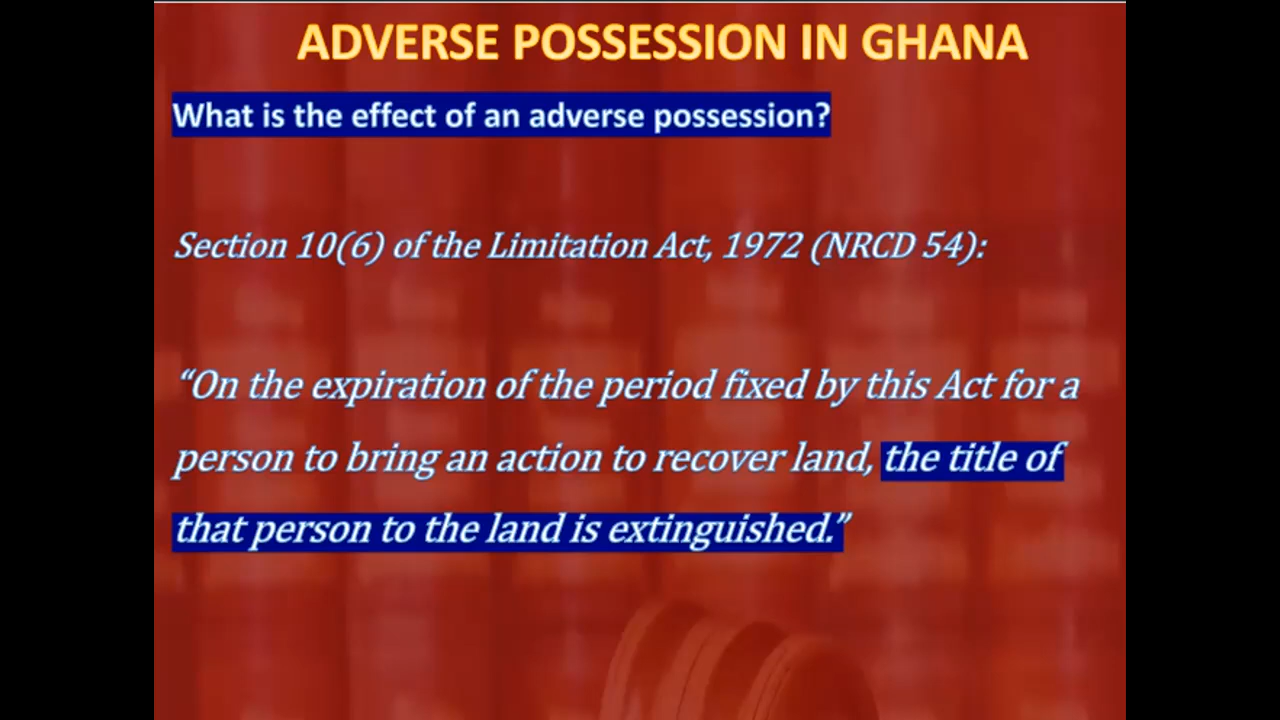 ADVERSE POSSESSION IN GHANA
What is the effect of an adverse possession?
Section 10(6) of the Limitation Act, 1972 (NRCD 54):
“On the expiration of the period fixed by this Act for a
person to bring an action to recover land, the title of
that person to the land is extinguished.”